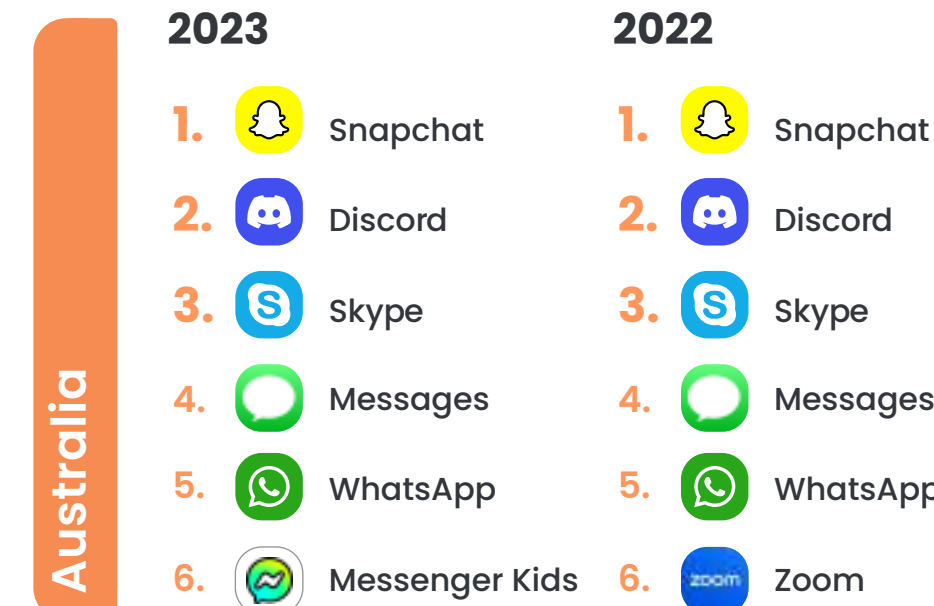 2023 2022
1. Snapchat 1. Snapchat
2. Discord 2. Discord
3. S Skype 3. S Skype
4. Messages 4. Messages
5. WhatsApp 5. WhatsApp
6. Messenger Kids 6. zoom Zoom
Australia